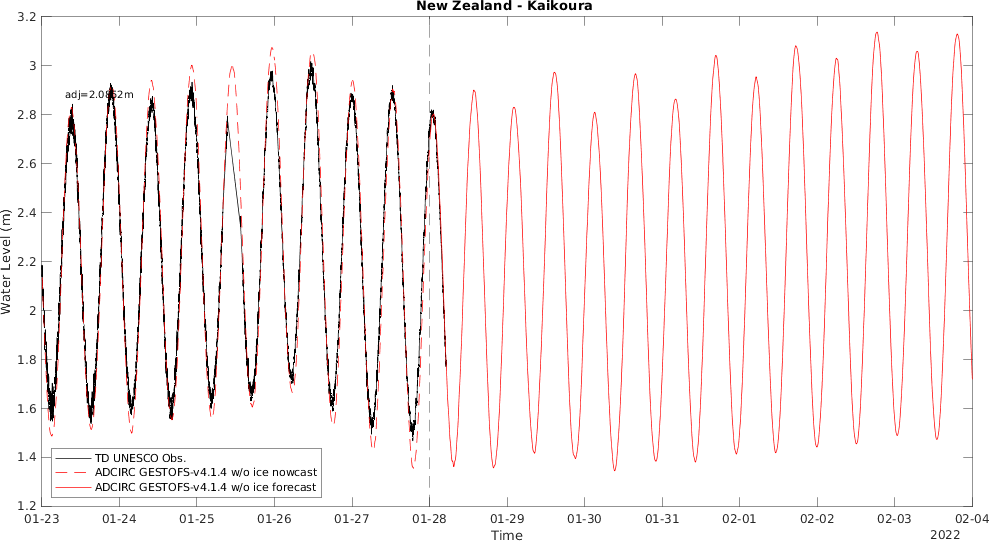 New Zealand - Kaikoura
3.2
3
2.8
2.6
2.4
2.2
2
1.8
1.6
1.4
1.2
Water Level (m)
adj=2.0862m
TD UNESCO Obs.
ADCIRC GESTOFS-v4.1.4 w/o ice nowcast
ADCIRC GESTOFS-v4.1.4 w/o ice forecast
01-23 01-24 01-25 01-26 01-27 01-28 01-29 01-30 01-31 02-01 02-02 02-03 02-04
Time
2022